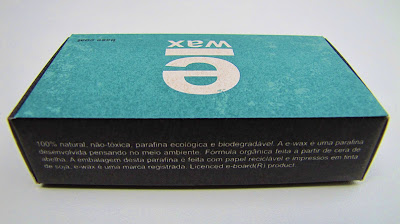 base coat
wax
e
100% natural, não-tóxica, parafina ecológica e biodegradável. A e-wax é uma parafina
desenvolvida pensando no meio ambiente. Fórmula orgânica feita a partir de cera de
abelha. A embalagem desta parafina é feita com papel reciclável e impressos em tinta
de soja. e-wax é uma marca registrada. Licenced e-board(R) product.